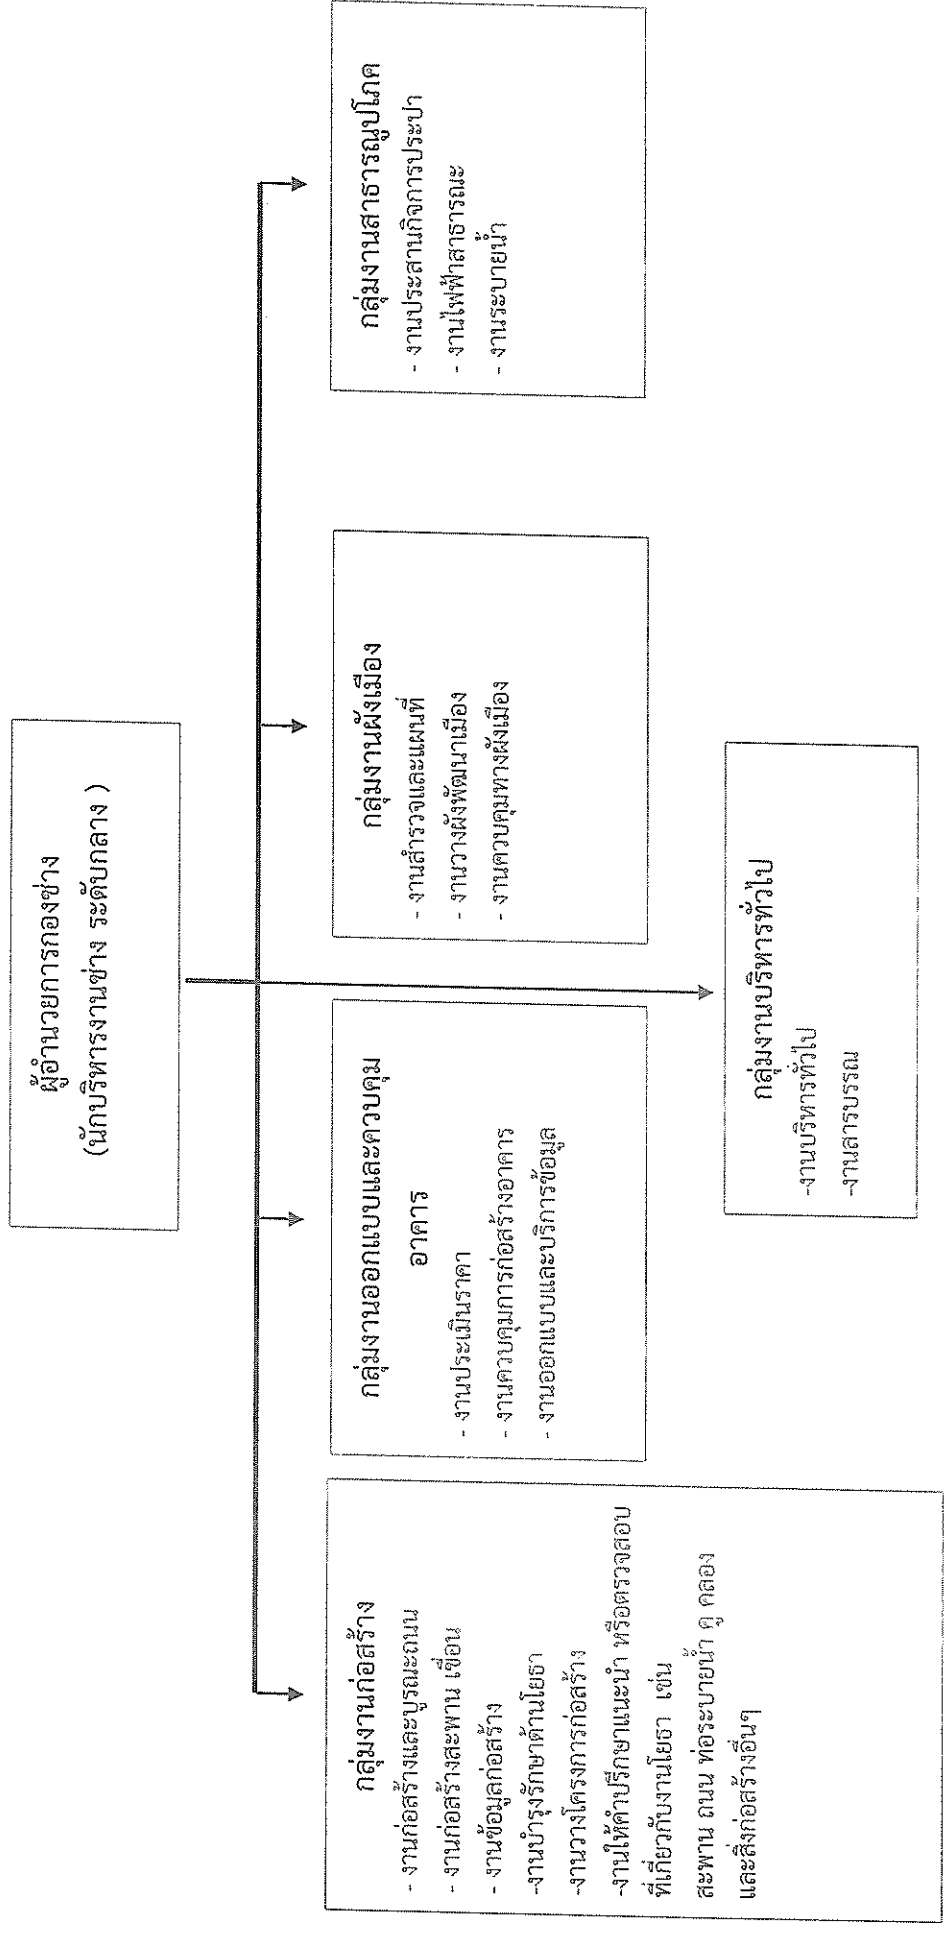 ผู้อำนวยการกองช่าง
(นักบริหารงานช่าง ระดับกลาง )
กลุ่มงานก่อสร้าง
- งานก่อสร้างและบูรณะถนน
- งานก่อสร้างสะพาน เขื่อน
- งานข้อมูลก่อสร้าง
-งานบำรุงรักษาด้านโยธา
-งานวางโครงการก่อสร้าง
-งานให้คำปรึกษาแนะนำ หรือตรวจสอบ
ที่เกี่ยวกับงานโยธา เช่น
สะพาน ถนน ท่อระบายน้ำ คู คลอง
และสิ่งก่อสร้างอื่นๆ
กลุ่มงานออกแบบและควบคุม
อาคาร
- งานประเมินราคา
- งานควบคุมการก่อสร้างอาคาร
- งานออกแบบและบริการข้อมูล
กลุ่มงานผังเมือง
- งานสำรวจและแผนที่
- งานวางผังพัฒนาเมือง
- งานควบคุมทางผังเมือง
กลุ่มงานสาธารณูปโภค
- งานประสานกิจการประปา
- งานไฟฟ้าสาธารณะ
- งานระบายน้ำ
กลุ่มงานบริหารทั่วไป
-งานบริหารทั่วไป
-งานสารบรรณ